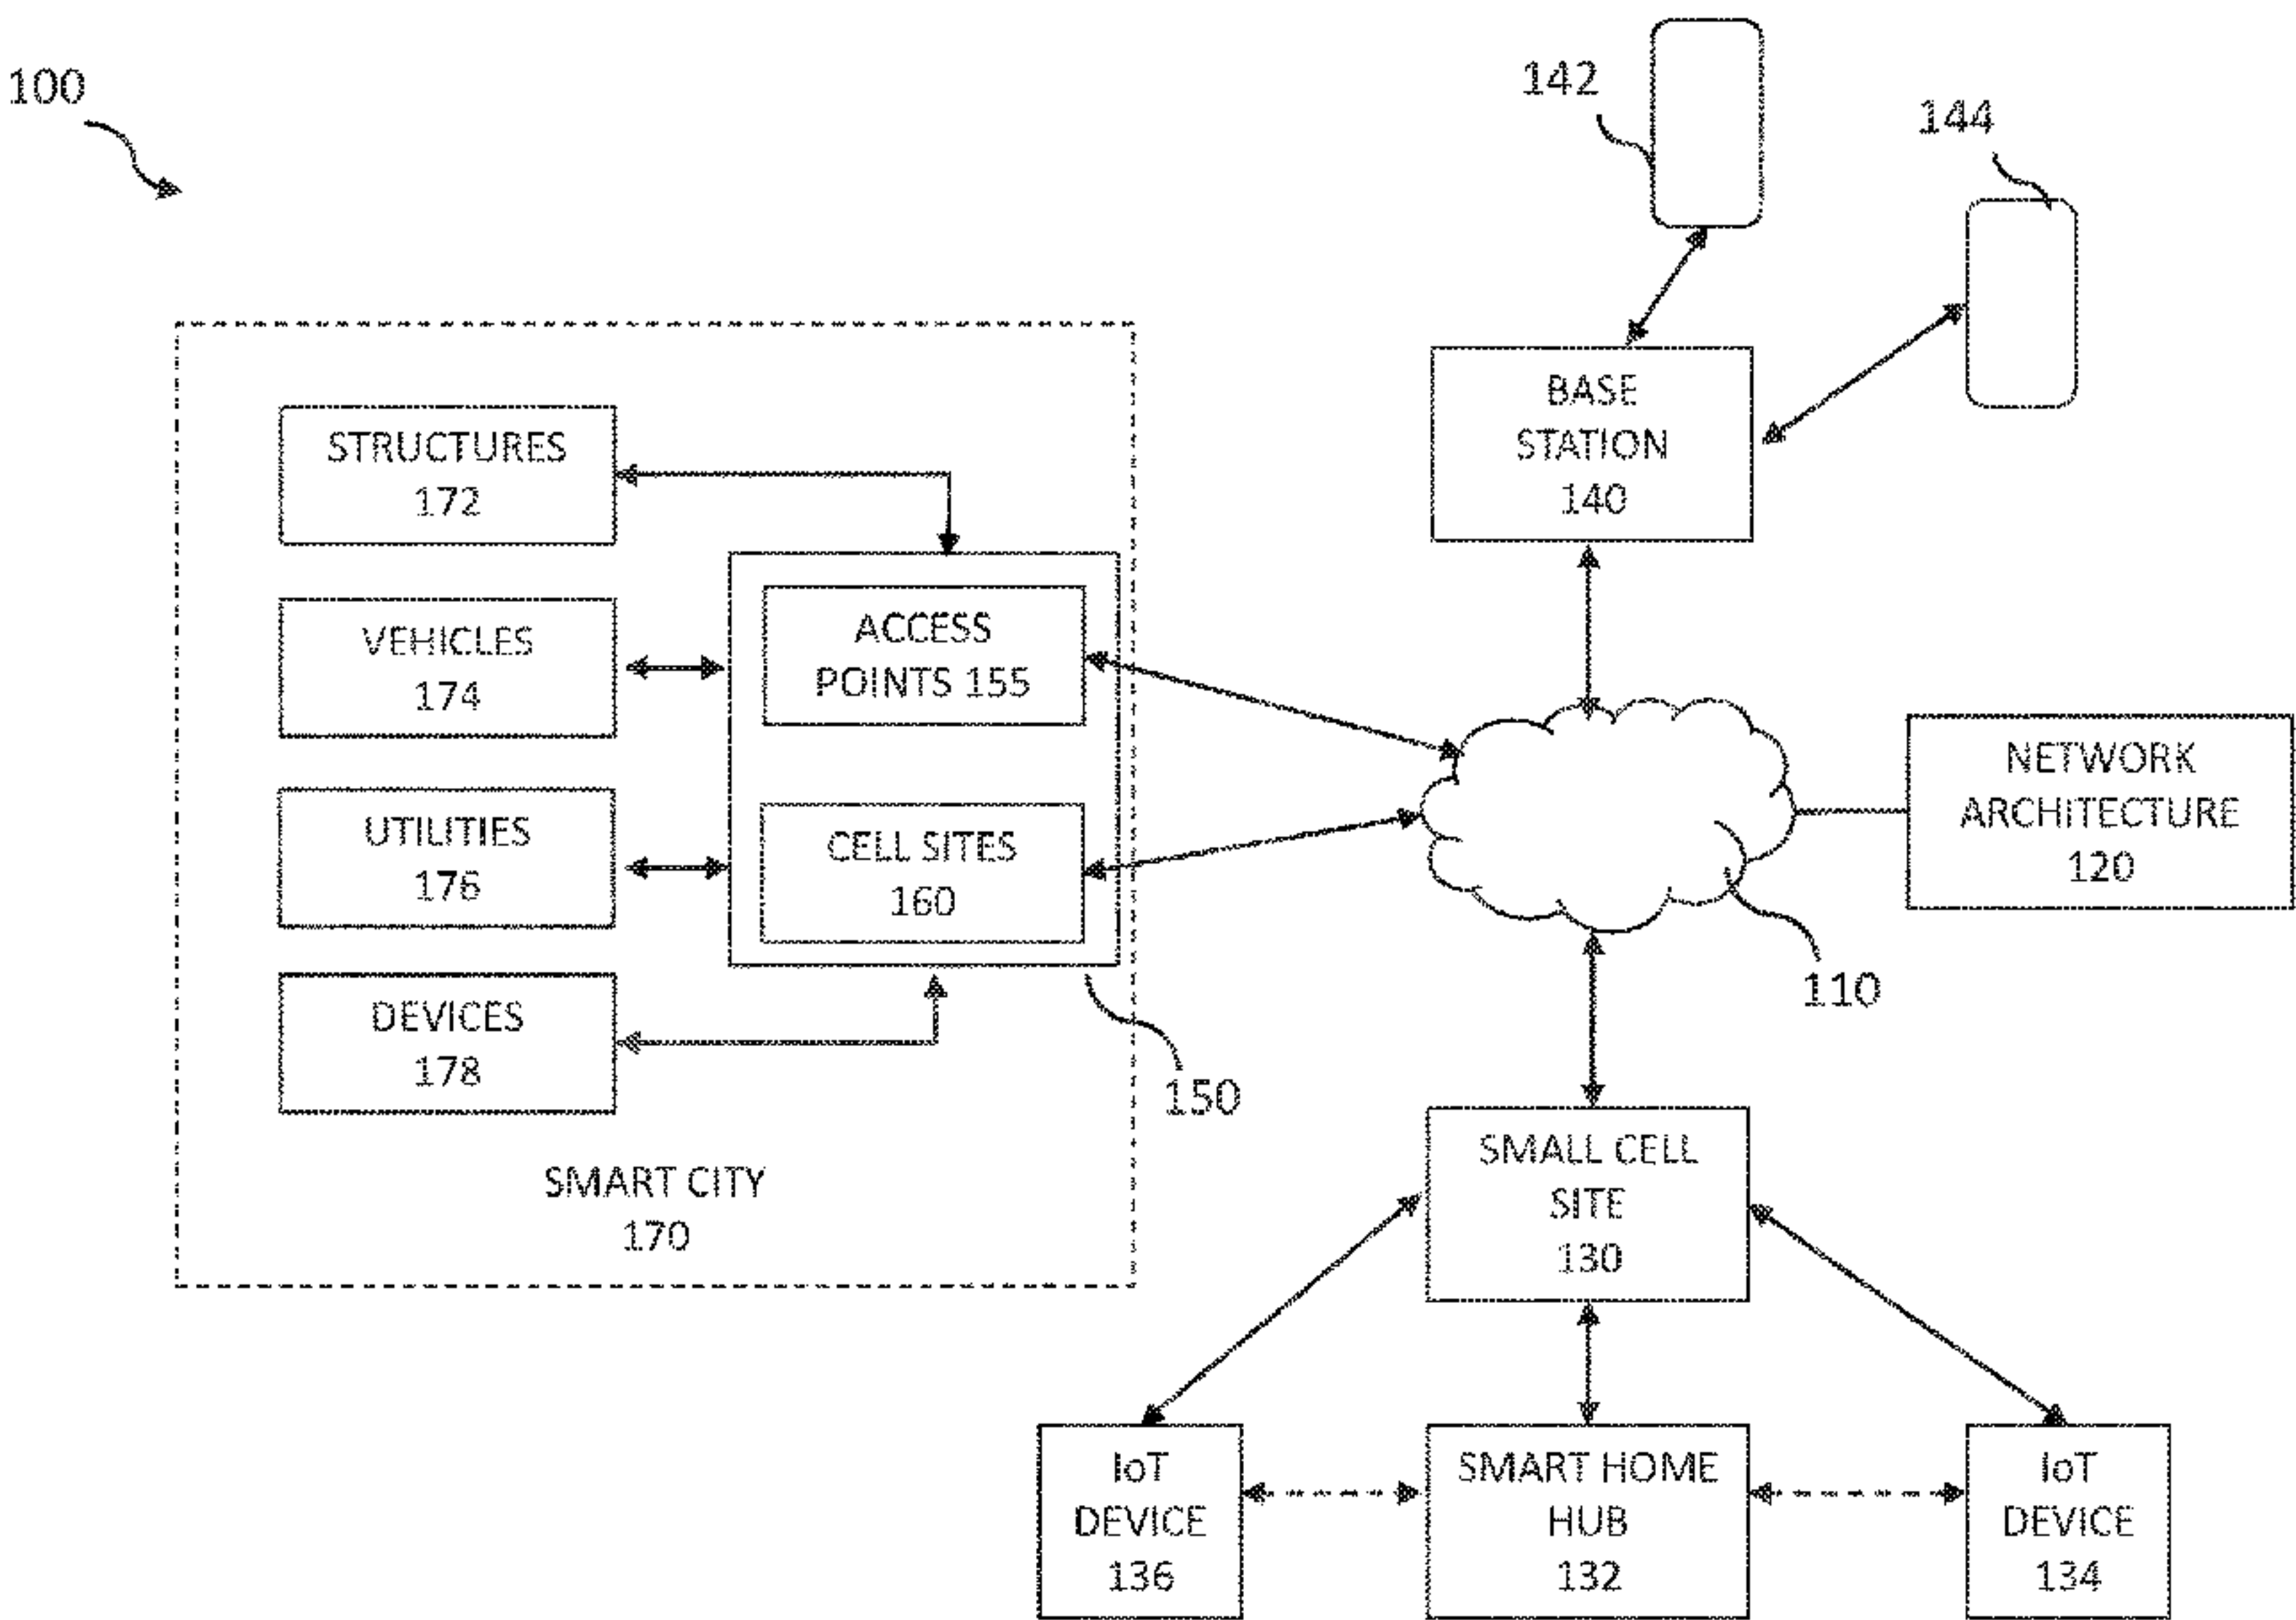 100
142
144
BASE
STATION
140
STRUCTURES
172
VEHICLES
174
UTILITIES
176
DEVICES
178
ACCESS
POINTS 155
CELL SITES
160
150
SMART CITY
170
NETWORK
ARCHITECTURE
120
110
SMALL CELL
SITE
130
IoT
DEVICE
136
SMART HOME
HUB
132
IoT
DEVICE
134